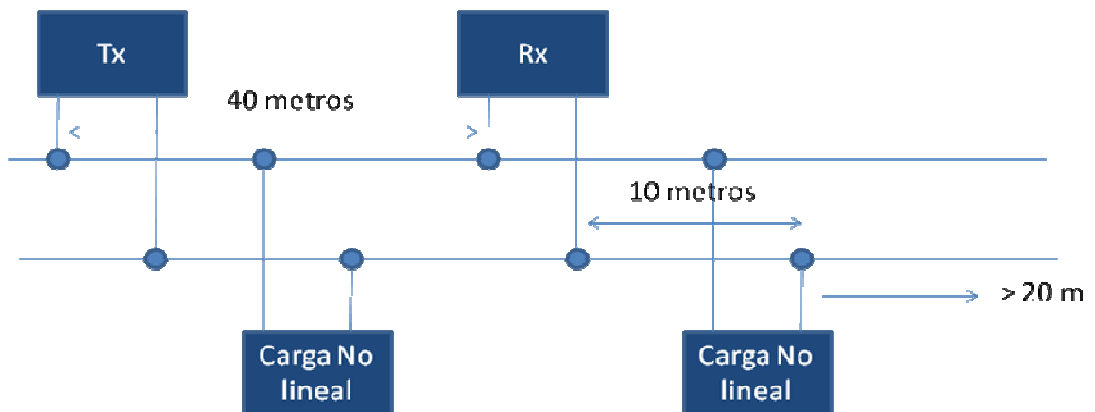 Tx
Rx
40 metros
< >
10 metros
> 20 m
Carga No
lineal
Carga No
lineal